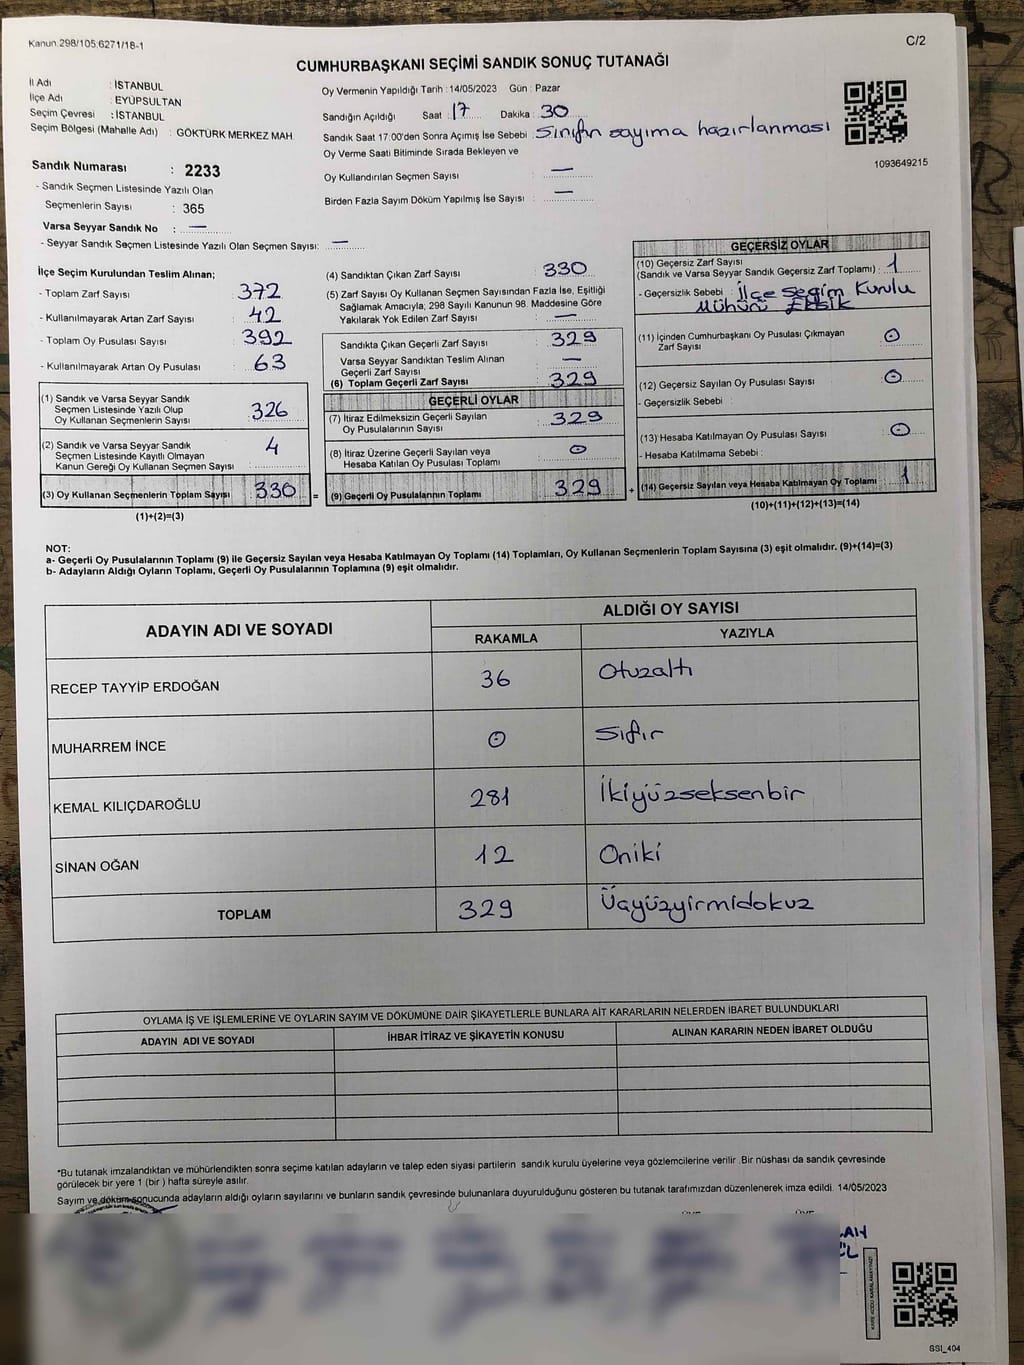 Kanun.298/105.6271/18-1
C/2
CUMHURBAŞKANI SEÇİMİ SANDIK SONUÇ TUTANAĞI
İl Adı : İSTANBUL
İlçe Adı : EYÜPSULTAN
Seçim Çevresi : İSTANBUL
Seçim Bölgesi (Mahalle Adı) : GÖKTÜRK MERKEZ MAH.
Sandık Numarası : 2233
- Sandık Seçmen Listesinde Yazılı Olan
Seçmenlerin Sayısı : 365
Varsa Seyyar Sandık No : —
- Seyyar Sandık Seçmen Listesinde Yazılı Olan Seçmen Sayısı: —
Oy Vermenin Yapıldığı Tarih : 14/05/2023 Gün : Pazar
Sandığın Açıldığı Saat : 17 Dakika : 30
Sandık Saat 17:00'den Sonra Açımış İse Sebebi : Sınıfın sayıma hazırlanması
Oy Verme Saati Bitiminde Sırada Bekleyen ve
Oy Kullandırılan Seçmen Sayısı : —
Birden Fazla Sayım Döküm Yapılmış İse Sayısı : —
1093649215
İlçe Seçim Kurulundan Teslim Alınan;
- Toplam Zarf Sayısı : 372
- Kullanılmayarak Artan Zarf Sayısı : 42
- Toplam Oy Pusulası Sayısı : 392
- Kullanılmayarak Artan Oy Pusulası : 63
(1) Sandık ve Varsa Seyyar Sandık
Seçmen Listesinde Yazılı Olup
Oy Kullanan Seçmenlerin Sayısı : 326
(2) Sandık ve Varsa Seyyar Sandık
Seçmen Listesinde Kayıtlı Olmayan
Kanun Gereği Oy Kullanan Seçmen Sayısı : 4
(3) Oy Kullanan Seçmenlerin Toplam Sayısı : 330 =
(1)+(2)=(3)
(4) Sandıktan Çıkan Zarf Sayısı : 330
(5) Zarf Sayısı Oy Kullanan Seçmen Sayısından Fazla İse, Eşitliği
Sağlamak Amacıyla, 298 Sayılı Kanunun 98. Maddesine Göre
Yakılarak Yok Edilen Zarf Sayısı : —
Sandıkta Çıkan Geçerli Zarf Sayısı : 329
Varsa Seyyar Sandıktan Teslim Alınan
Geçerli Zarf Sayısı : —
(6) Toplam Geçerli Zarf Sayısı : 329
GEÇERLİ OYLAR
(7) İtiraz Edilmeksizin Geçerli Sayılan
Oy Pusulalarının Sayısı : 329
(8) İtiraz Üzerine Geçerli Sayılan veya
Hesaba Katılan Oy Pusulası Toplamı : 0
(9) Geçerli Oy Pusulalarının Toplamı : 329 +
GEÇERSİZ OYLAR
(10) Geçersiz Zarf Sayısı
(Sandık ve Varsa Seyyar Sandık Geçersiz Zarf Toplamı) : 1
- Geçersizlik Sebebi : İlçe Seçim Kurulu
Mührü Eksik
(11) İçinden Cumhurbaşkanı Oy Pusulası Çıkmayan
Zarf Sayısı : 0
(12) Geçersiz Sayılan Oy Pusulası Sayısı : 0
- Geçersizlik Sebebi :
(13) Hesaba Katılmayan Oy Pusulası Sayısı : 0
- Hesaba Katılmama Sebebi :
(14) Geçersiz Sayılan veya Hesaba Katılmayan Oy Toplamı : 1
(10)+(11)+(12)+(13)=(14)
NOT:
a- Geçerli Oy Pusulalarının Toplamı (9) ile Geçersiz Sayılan veya Hesaba Katılmayan Oy Toplamı (14) Toplamları, Oy Kullanan Seçmenlerin Toplam Sayısına (3) eşit olmalıdır. (9)+(14)=(3)
b- Adayların Aldığı Oyların Toplamı, Geçerli Oy Pusulalarının Toplamına (9) eşit olmalıdır.
ADAYIN ADI VE SOYADI
ALDIĞI OY SAYISI
RAKAMLA YAZIYLA
RECEP TAYYİP ERDOĞAN 36 Otuzaltı
MUHARREM İNCE 0 Sıfır
KEMAL KILIÇDAROĞLU 281 İkiyüzseksenbir
SİNAN OĞAN 12 Oniki
TOPLAM 329 Üçyüzyirmidokuz
OYLAMA İŞ VE İŞLEMLERİNE VE OYLARIN SAYIM VE DÖKÜMÜNE DAİR ŞİKAYETLERLE BUNLARA AİT KARARLARIN NELERDEN İBARET BULUNDUKLARI
ADAYIN ADI VE SOYADI İHBAR İTİRAZ VE ŞİKAYETİN KONUSU ALINAN KARARIN NEDEN İBARET OLDUĞU
*Bu tutanak imzalandıktan ve mühürlendikten sonra seçime katılan adayların ve talep eden siyasi partilerin sandık kurulu üyelerine veya gözlemcilerine verilir .Bir nüshası da sandık çevresinde
görülecek bir yere 1 (bir ) hafta süreyle asılır.
Sayım ve döküm sonucunda adayların aldığı oyların sayılarını ve bunların sandık çevresinde bulunanlara duyurulduğunu gösteren bu tutanak tarafımızdan düzenlenerek imza edildi. 14/05/2023
KARE KODU KARALAMAYINIZ!
SSI_404